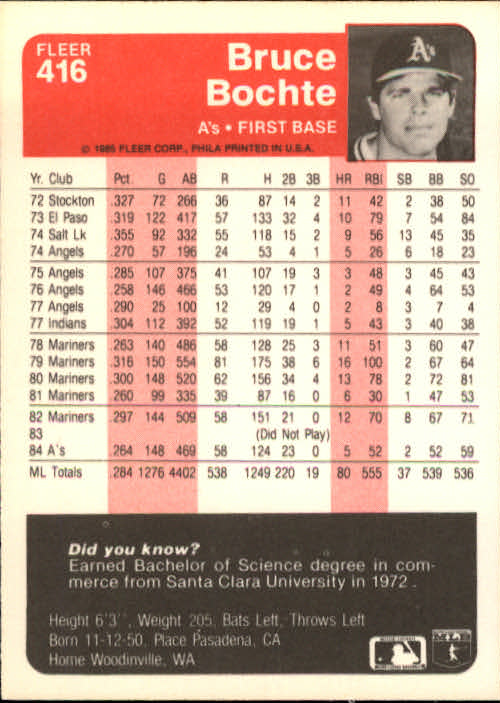 FLEER
416
Bruce
Bochte
A's • FIRST BASE
© 1985 FLEER CORP., PHILA PRINTED IN U.S.A.
A's
Yr. Club Pct. G AB R H 2B 3B HR RBI SB BB SO
72 Stockton .327 72 266 36 87 14 2 11 42 2 38 50
73 El Paso .319 122 417 57 133 32 4 10 79 7 54 84
74 Salt Lk .355 92 332 55 118 15 2 9 56 13 45 35
74 Angels .270 57 196 24 53 4 1 5 26 6 18 23
75 Angels .285 107 375 41 107 19 3 3 48 3 45 43
76 Angels .258 146 466 53 120 17 1 2 49 4 64 53
77 Angels .290 25 100 12 29 4 0 2 8 3 7 4
77 Indians .304 112 392 52 119 19 1 5 43 3 40 38
78 Mariners .263 140 486 58 128 25 3 11 51 3 60 47
79 Mariners .316 150 554 81 175 38 6 16 100 2 67 64
80 Mariners .300 148 520 62 156 34 4 13 78 2 72 81
81 Mariners .260 99 335 39 87 16 0 6 30 1 47 53
82 Mariners .297 144 509 58 151 21 0 12 70 8 67 71
83 (Did Not Play)
84 A's .264 148 469 58 124 23 0 5 52 2 52 59
ML Totals .284 1276 4402 538 1249 220 19 80 555 37 539 536
Did you know?
Earned Bachelor of Science degree in com-
merce from Santa Clara University in 1972.
Height 6'3'', Weight 205, Bats Left, Throws Left
Born 11-12-50, Place Pasadena, CA
Home Woodinville, WA